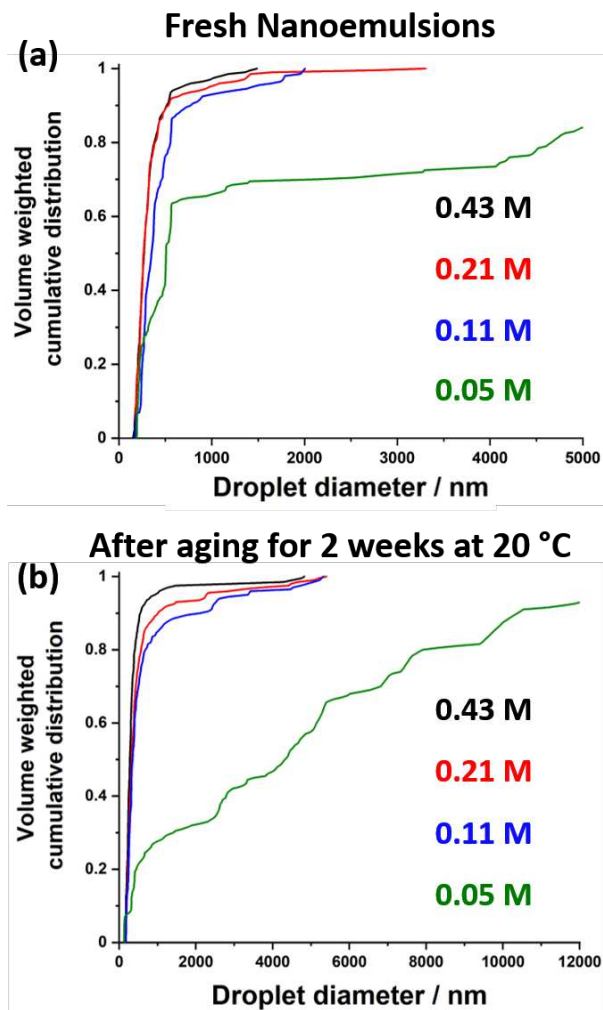 Fresh Nanoemulsions
(a)
1
0.8
0.6
0.4
0.2
0
Volume weighted
cumulative distribution
0.43 M
0.21 M
0.11 M
0.05 M
0 1000 2000 3000 4000 5000
Droplet diameter / nm
After aging for 2 weeks at 20 °C
(b)
1
0.8
0.6
0.4
0.2
0
Volume weighted
cumulative distribution
0.43 M
0.21 M
0.11 M
0.05 M
0 2000 4000 6000 8000 10000 12000
Droplet diameter / nm